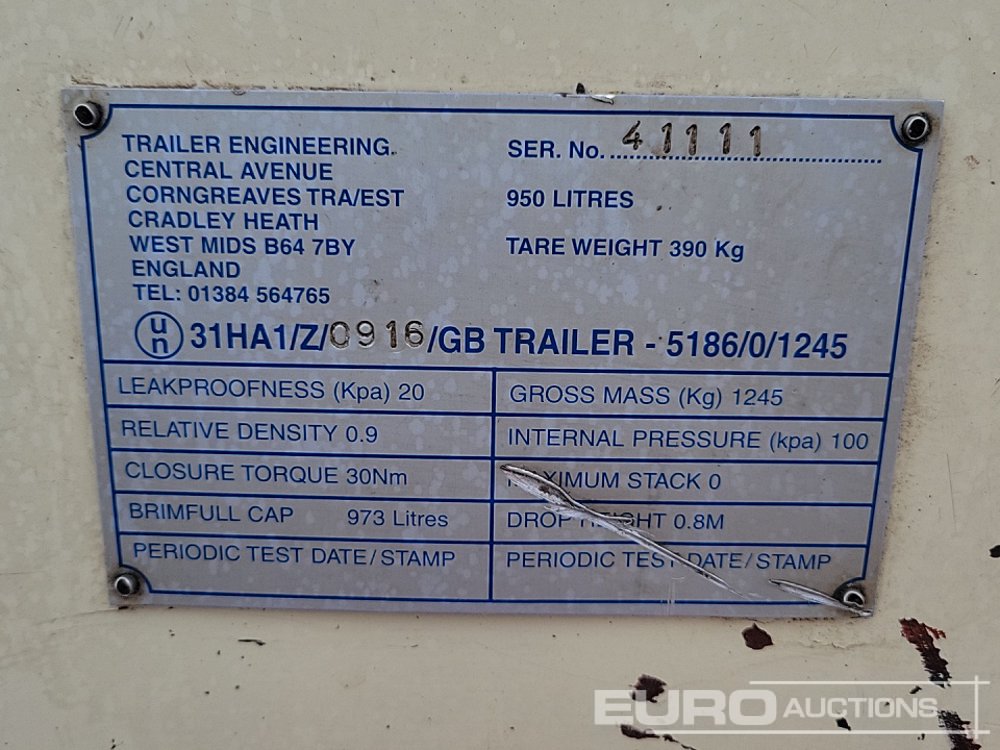 TRAILER ENGINEERING.
CENTRAL AVENUE
CORNGREAVES TRA/EST
CRADLEY HEATH
WEST MIDS B64 7BY
ENGLAND
TEL: 01384 564765
SER. No. 41111
950 LITRES
TARE WEIGHT 390 Kg
un 31HA1/Z/0916/GB TRAILER - 5186/0/1245
LEAKPROOFNESS (Kpa) 20
GROSS MASS (Kg) 1245
RELATIVE DENSITY 0.9
INTERNAL PRESSURE (kpa) 100
CLOSURE TORQUE 30Nm
MAXIMUM STACK 0
BRIMFULL CAP 973 Litres
DROP HEIGHT 0.8M
PERIODIC TEST DATE/STAMP
PERIODIC TEST DATE/STAMP
EURO AUCTIONS